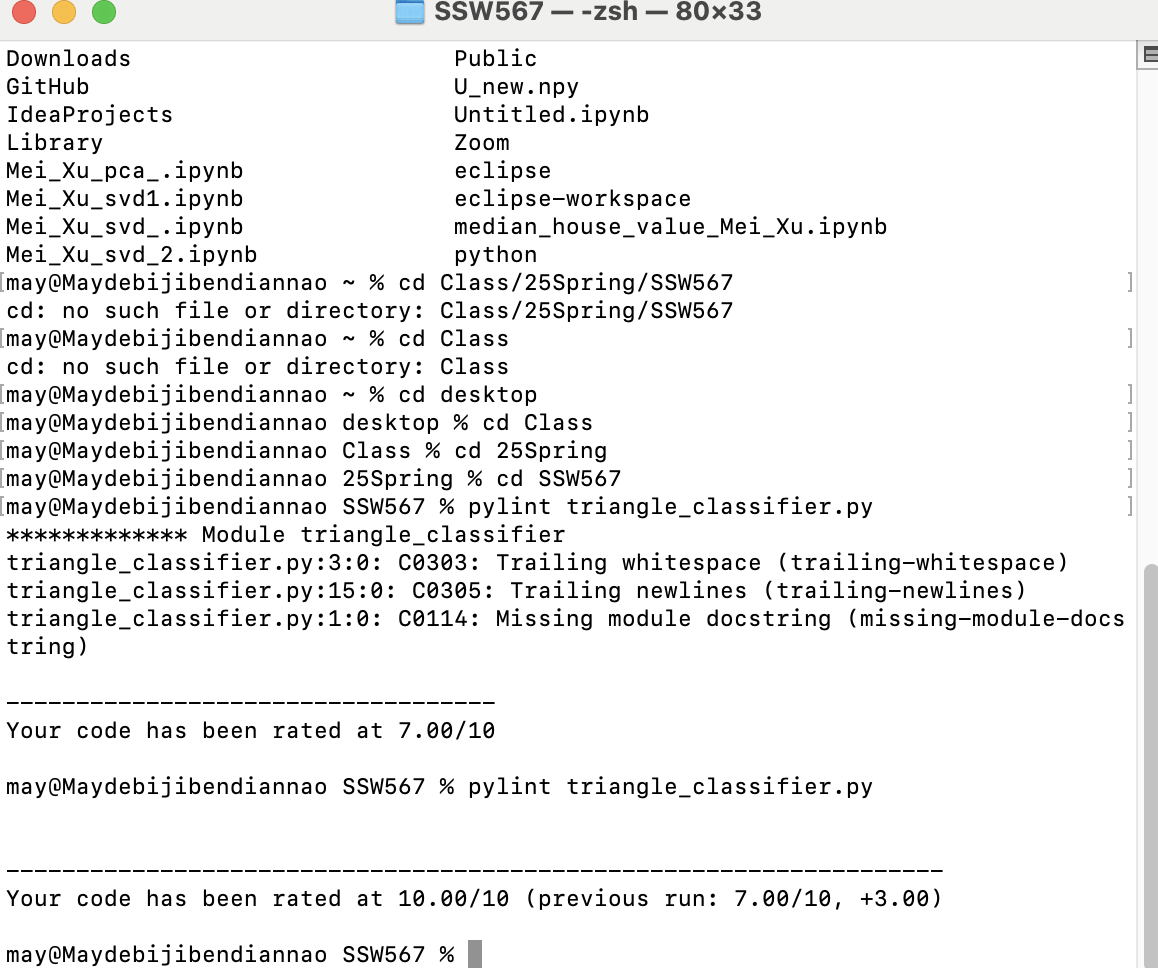 SSW567 — -zsh — 80×33
Downloads Public
GitHub U_new.npy
IdeaProjects Untitled.ipynb
Library Zoom
Mei_Xu_pca_.ipynb eclipse
Mei_Xu_svd1.ipynb eclipse-workspace
Mei_Xu_svd_.ipynb median_house_value_Mei_Xu.ipynb
Mei_Xu_svd_2.ipynb python
[may@Maydebijibendiannao ~ % cd Class/25Spring/SSW567 ]
cd: no such file or directory: Class/25Spring/SSW567
[may@Maydebijibendiannao ~ % cd Class ]
cd: no such file or directory: Class
[may@Maydebijibendiannao ~ % cd desktop ]
[may@Maydebijibendiannao desktop % cd Class ]
[may@Maydebijibendiannao Class % cd 25Spring ]
[may@Maydebijibendiannao 25Spring % cd SSW567 ]
[may@Maydebijibendiannao SSW567 % pylint triangle_classifier.py ]
************* Module triangle_classifier
triangle_classifier.py:3:0: C0303: Trailing whitespace (trailing-whitespace)
triangle_classifier.py:15:0: C0305: Trailing newlines (trailing-newlines)
triangle_classifier.py:1:0: C0114: Missing module docstring (missing-module-docs
tring)
-----------------------------------
Your code has been rated at 7.00/10
may@Maydebijibendiannao SSW567 % pylint triangle_classifier.py
-------------------------------------------------------------------
Your code has been rated at 10.00/10 (previous run: 7.00/10, +3.00)
may@Maydebijibendiannao SSW567 %